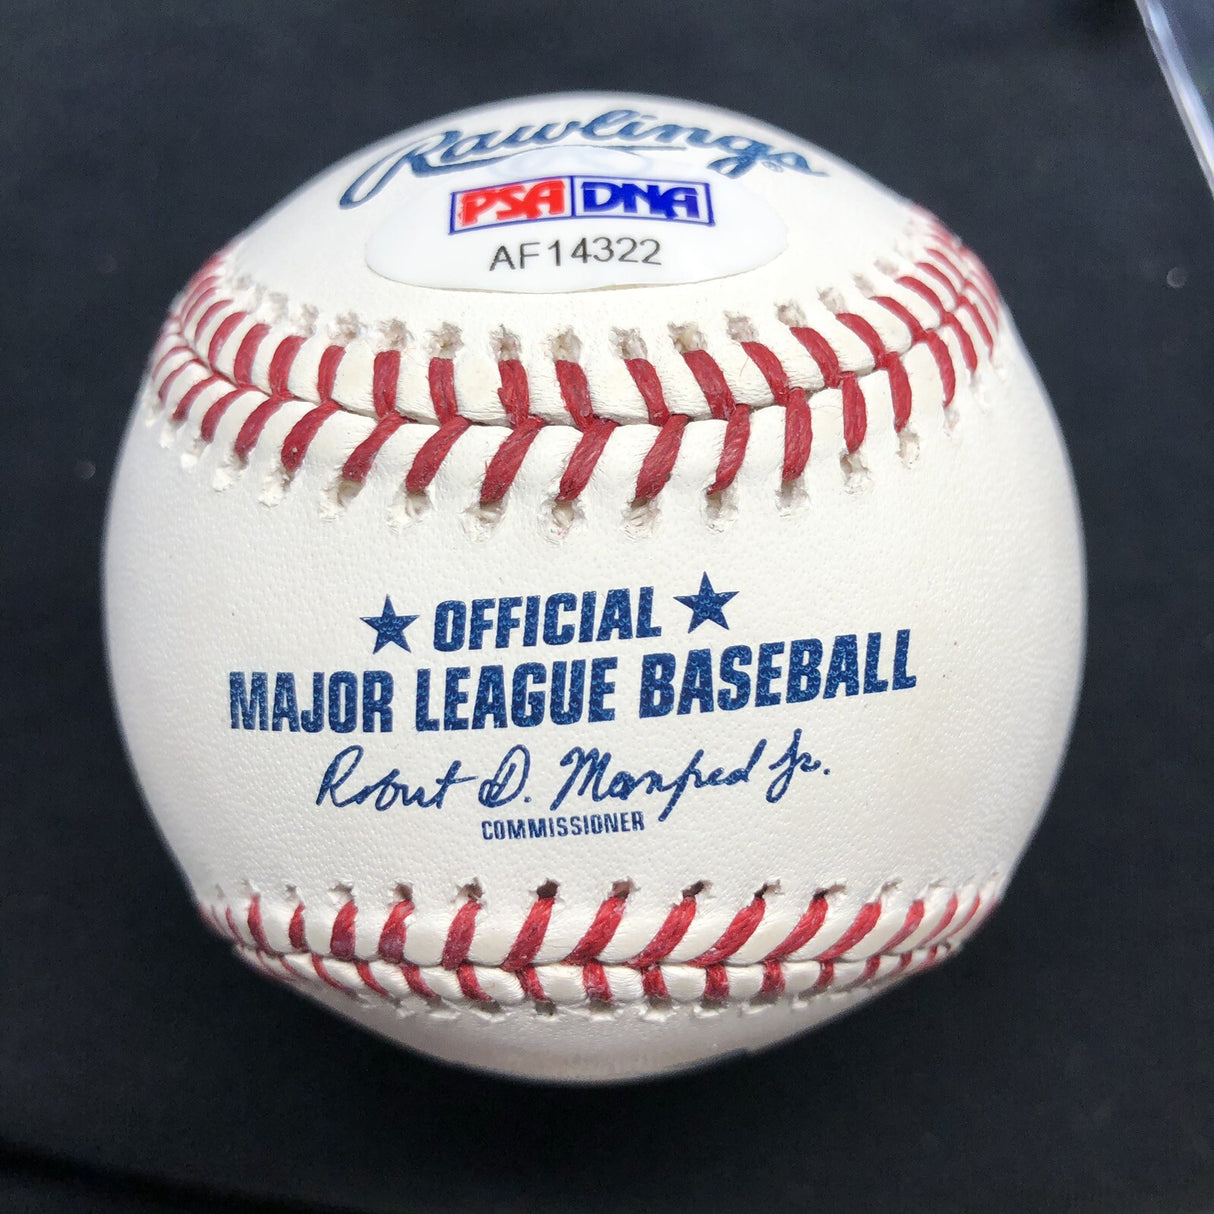 Rawlings®
PSA DNA
AF14322
★ OFFICIAL ★
MAJOR LEAGUE BASEBALL
Robert D. Manfred Jr.
COMMISSIONER